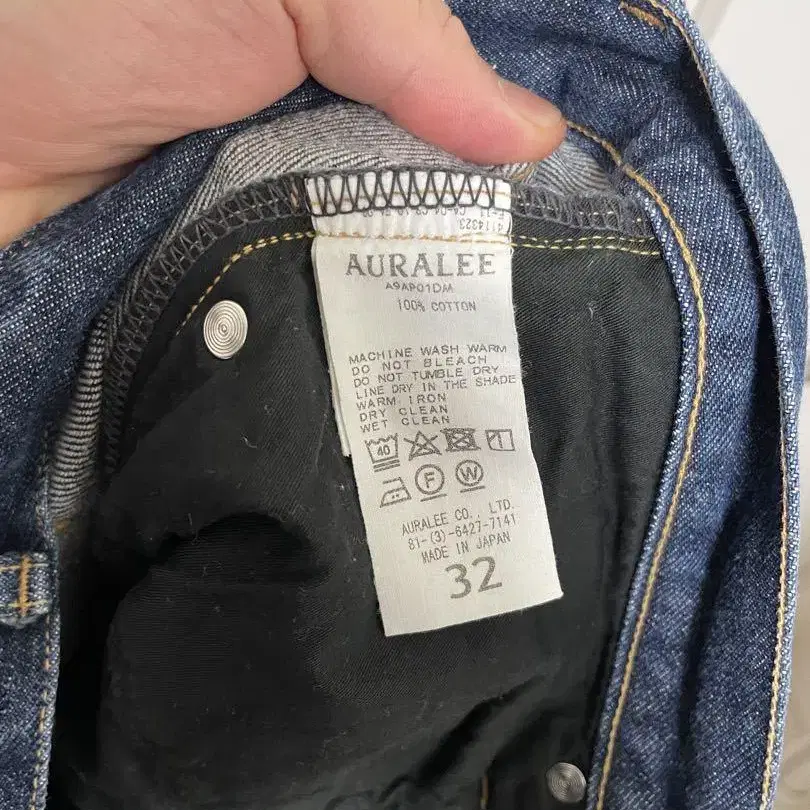 4114323
AURALEE
A9AP01DM
100% COTTON
MACHINE WASH WARM
DO NOT BLEACH
DO NOT TUMBLE DRY
LINE DRY IN THE SHADE
WARM IRON
DRY CLEAN
WET CLEAN
40
F
W
AURALEE CO., LTD.
81-(3)-6427-7141
MADE IN JAPAN
32